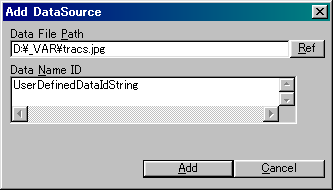 Add DataSource
Data File Path
D:¥_VAR¥tracs.jpg
Ref
Data Name ID
UserDefinedDataIdString
Add
Cancel